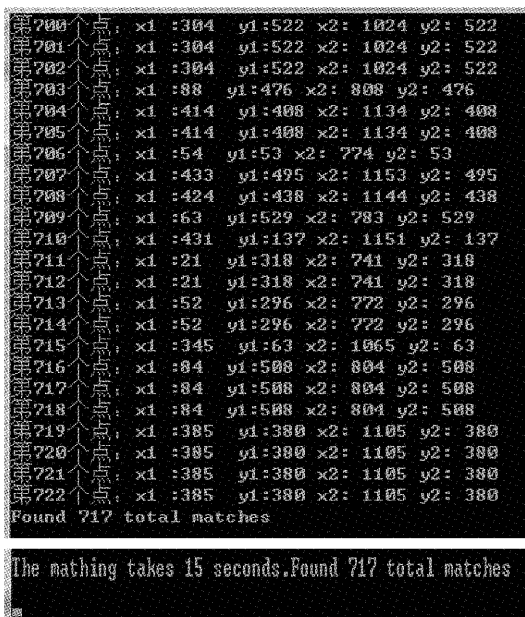 第700个点: x1 :304 y1:522 x2: 1024 y2: 522
第701个点: x1 :304 y1:522 x2: 1024 y2: 522
第702个点: x1 :304 y1:522 x2: 1024 y2: 522
第703个点: x1 :88 y1:476 x2: 808 y2: 476
第704个点: x1 :414 y1:408 x2: 1134 y2: 408
第705个点: x1 :414 y1:408 x2: 1134 y2: 408
第706个点: x1 :54 y1:53 x2: 774 y2: 53
第707个点: x1 :433 y1:495 x2: 1153 y2: 495
第708个点: x1 :424 y1:438 x2: 1144 y2: 438
第709个点: x1 :63 y1:529 x2: 783 y2: 529
第710个点: x1 :431 y1:137 x2: 1151 y2: 137
第711个点: x1 :21 y1:318 x2: 741 y2: 318
第712个点: x1 :21 y1:318 x2: 741 y2: 318
第713个点: x1 :52 y1:296 x2: 772 y2: 296
第714个点: x1 :52 y1:296 x2: 772 y2: 296
第715个点: x1 :345 y1:63 x2: 1065 y2: 63
第716个点: x1 :84 y1:508 x2: 804 y2: 508
第717个点: x1 :84 y1:508 x2: 804 y2: 508
第718个点: x1 :84 y1:508 x2: 804 y2: 508
第719个点: x1 :385 y1:380 x2: 1105 y2: 380
第720个点: x1 :385 y1:380 x2: 1105 y2: 380
第721个点: x1 :385 y1:380 x2: 1105 y2: 380
第722个点: x1 :385 y1:380 x2: 1105 y2: 380
Found 717 total matches
The mathing takes 15 seconds.Found 717 total matches